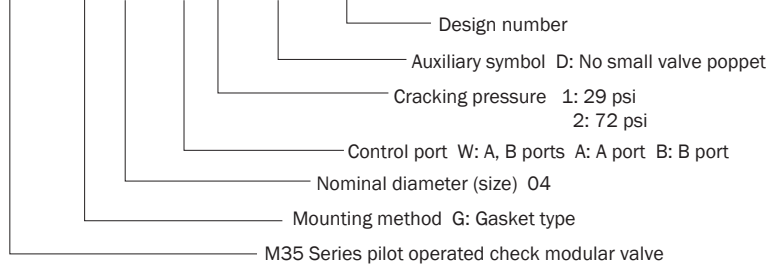 Design number
Auxiliary symbol D: No small valve poppet
Cracking pressure 1: 29 psi
2: 72 psi
Control port W: A, B ports A: A port B: B port
Nominal diameter (size) 04
Mounting method G: Gasket type
M35 Series pilot operated check modular valve